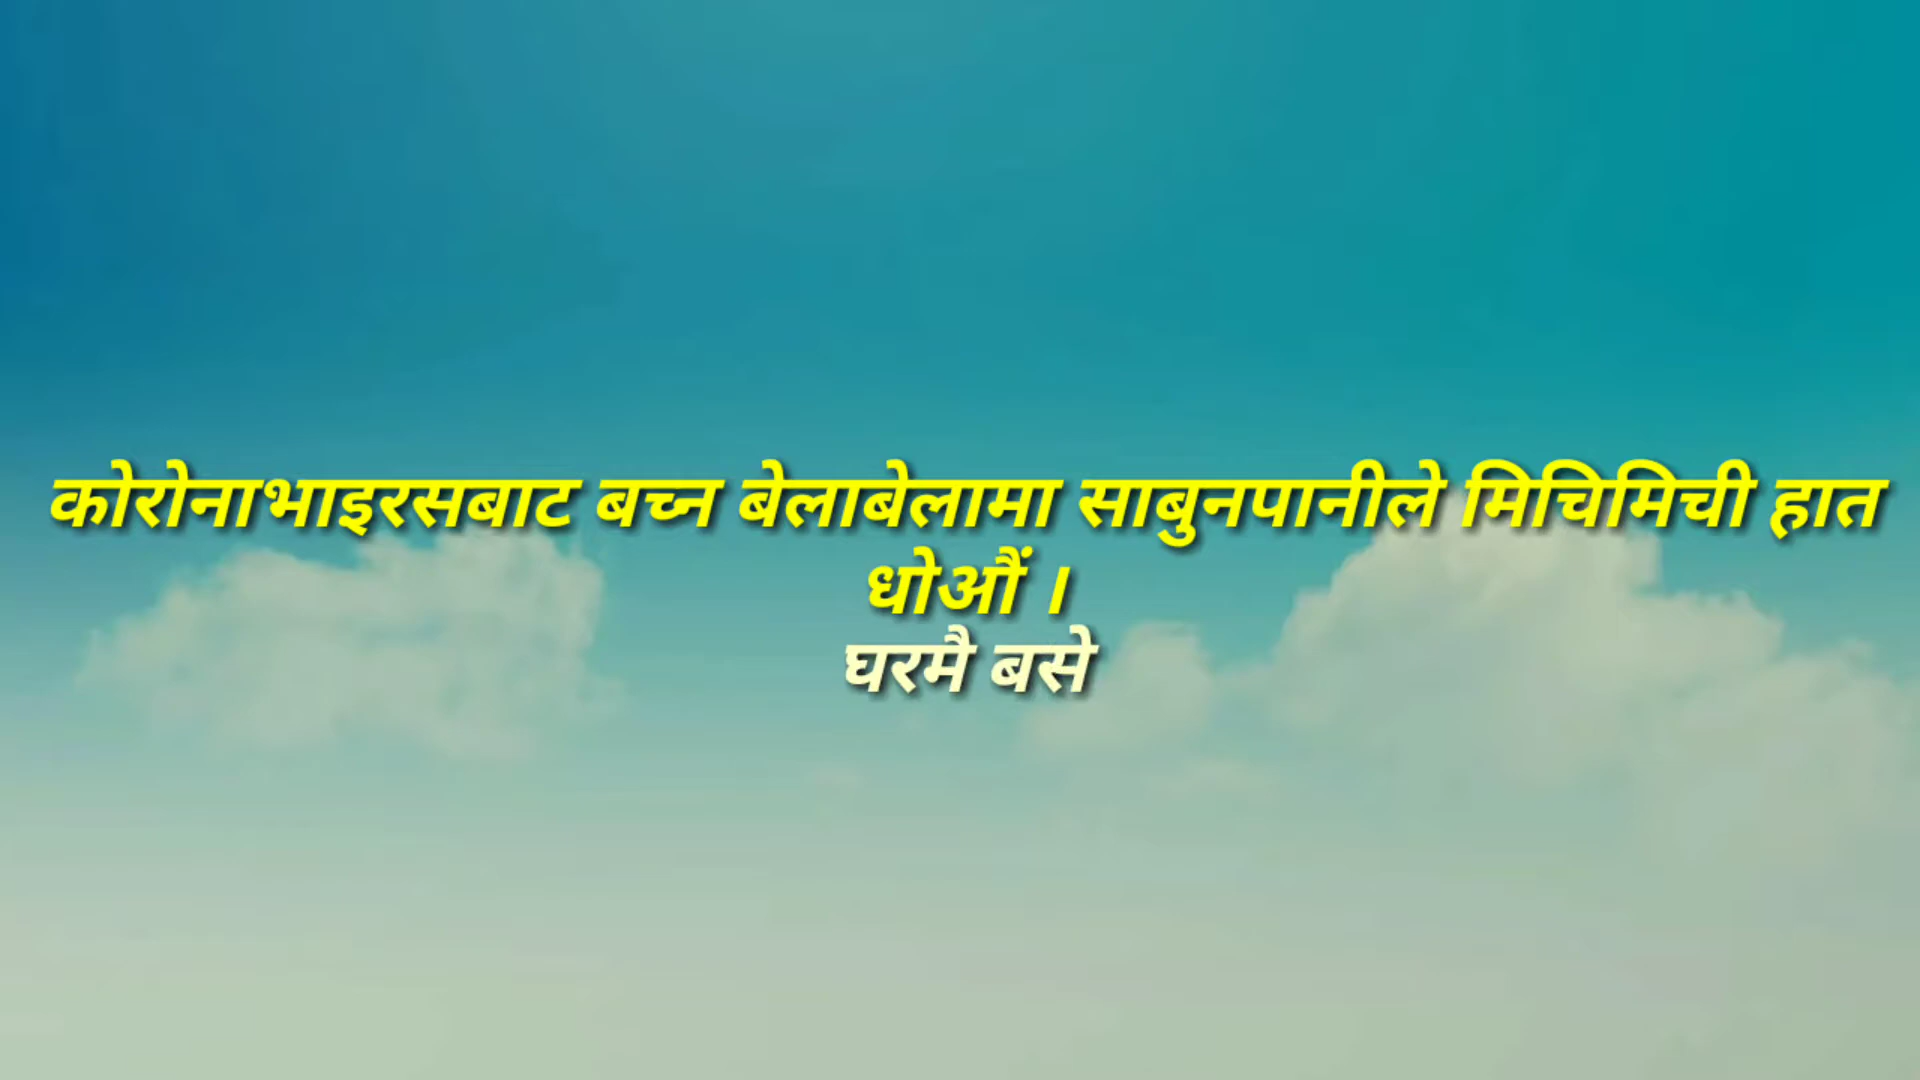 कोरोनाभाइरसबाट बच्न बेलाबेलामा साबुनपानीले मिचिमिची हात
धोऔं ।
घरमै बसे